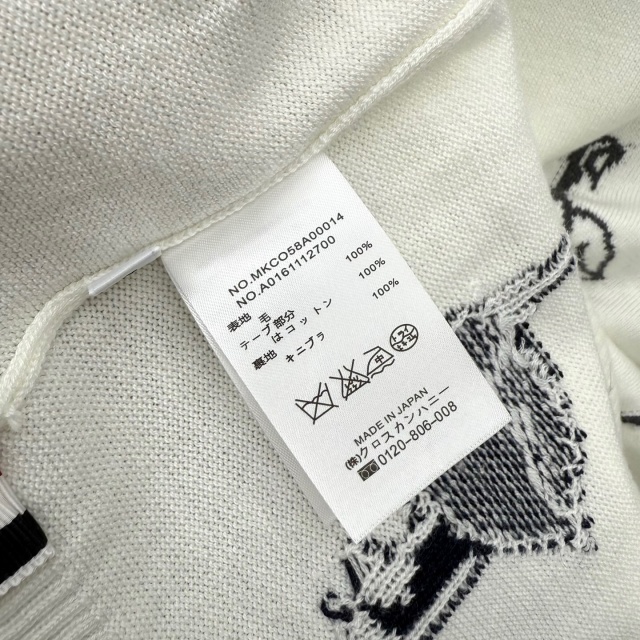 NO.MKCO58A00014
NO.A0161112700
表地 毛 100%
テープ部分 100%
はコットン
裏地 キニプラ 100%
MADE IN JAPAN
(株)クロスカンハニー
0120-806-008